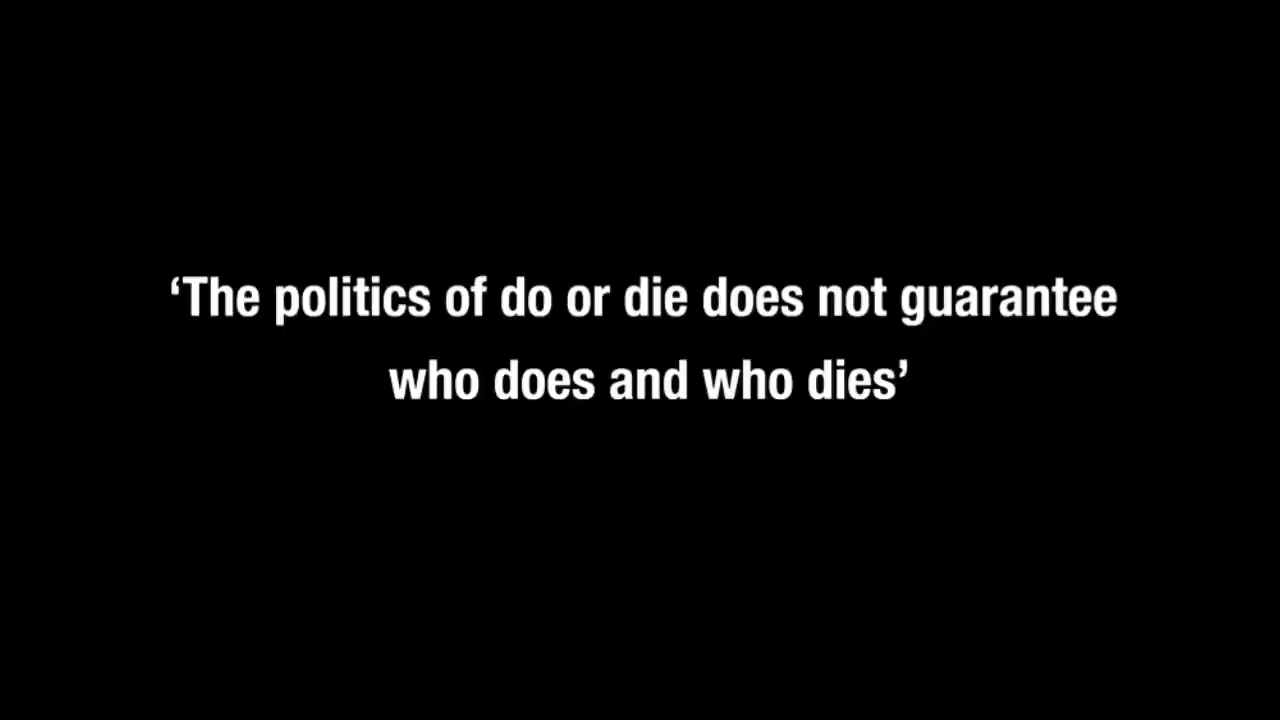 ‘The politics of do or die does not guarantee
who does and who dies’